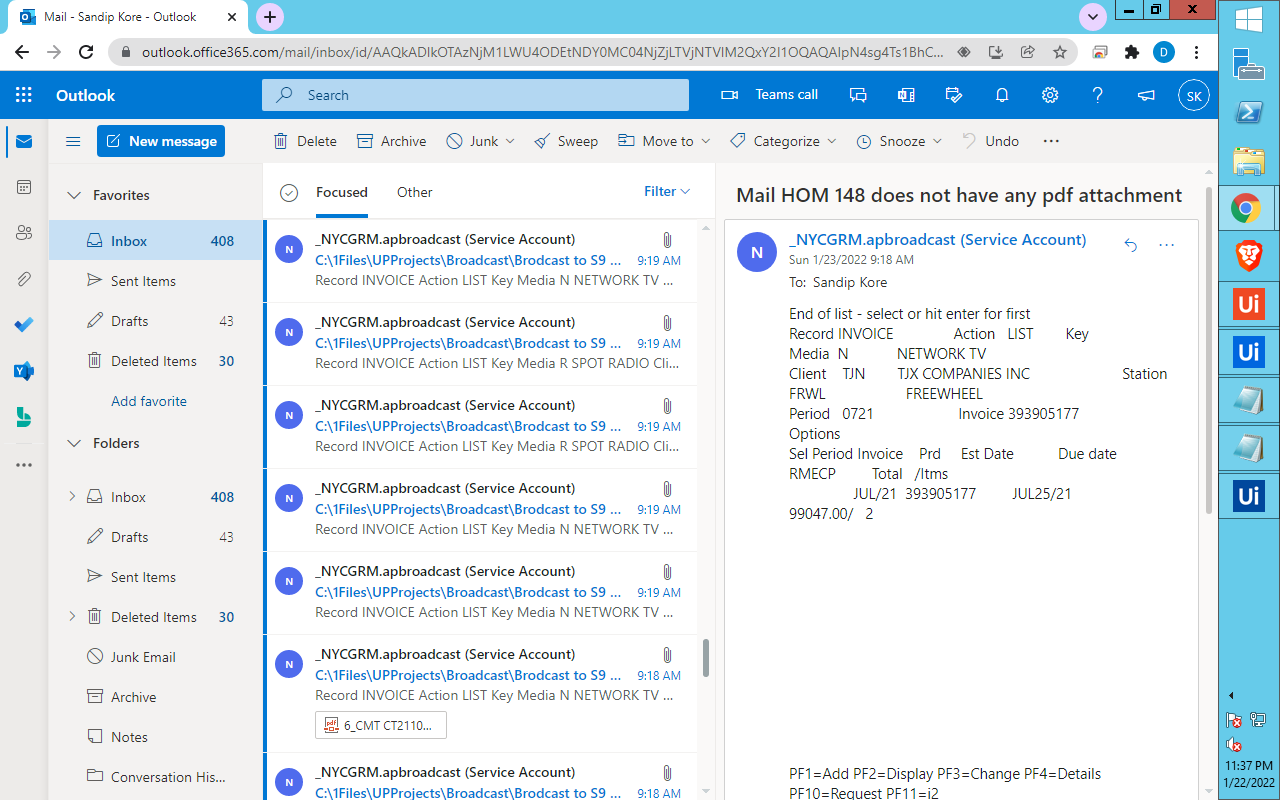 Mail - Sandip Kore - Outlook
outlook.office365.com/mail/inbox/id/AAQkADIkOTAzNjM1LWU4ODEtNDY0MC04NjZjLTVjNTVlM2QxY2I1OQAQAIpN4sg4Ts1BhC...
D
Outlook
Search
Teams call
SK
New message
Delete
Archive
Junk
Sweep
Move to
Categorize
Snooze
Undo
Favorites
Inbox 408
Sent Items
Drafts 43
Deleted Items 30
Add favorite
Folders
Inbox 408
Drafts 43
Sent Items
Deleted Items 30
Junk Email
Archive
Notes
Conversation His...
Focused
Other
Filter
N
_NYCGRM.apbroadcast (Service Account)
C:\1Files\UPProjects\Broadcast\Brodcast to S9 ... 9:19 AM
Record INVOICE Action LIST Key Media N NETWORK TV ...
N
_NYCGRM.apbroadcast (Service Account)
C:\1Files\UPProjects\Broadcast\Brodcast to S9 ... 9:19 AM
Record INVOICE Action LIST Key Media R SPOT RADIO Cli...
N
_NYCGRM.apbroadcast (Service Account)
C:\1Files\UPProjects\Broadcast\Brodcast to S9 ... 9:19 AM
Record INVOICE Action LIST Key Media R SPOT RADIO Cli...
N
_NYCGRM.apbroadcast (Service Account)
C:\1Files\UPProjects\Broadcast\Brodcast to S9 ... 9:19 AM
Record INVOICE Action LIST Key Media N NETWORK TV ...
N
_NYCGRM.apbroadcast (Service Account)
C:\1Files\UPProjects\Broadcast\Brodcast to S9 ... 9:19 AM
Record INVOICE Action LIST Key Media N NETWORK TV ...
N
_NYCGRM.apbroadcast (Service Account)
C:\1Files\UPProjects\Broadcast\Brodcast to S9 ... 9:18 AM
Record INVOICE Action LIST Key Media N NETWORK TV ...
pdf
6_CMT CT2110...
N
_NYCGRM.apbroadcast (Service Account)
C:\1Files\UPProjects\Broadcast\Brodcast to S9 ... 9:18 AM
Mail HOM 148 does not have any pdf attachment
N
_NYCGRM.apbroadcast (Service Account)
Sun 1/23/2022 9:18 AM
To: Sandip Kore
End of list - select or hit enter for first
Record INVOICE Action LIST Key
Media N NETWORK TV
Client TJN TJX COMPANIES INC Station
FRWL FREEWHEEL
Period 0721 Invoice 393905177
Options
Sel Period Invoice Prd Est Date Due date
RMECP Total /Itms
JUL/21 393905177 JUL25/21
99047.00/ 2
PF1=Add PF2=Display PF3=Change PF4=Details
PF10=Request PF11=i2
Ui
Ui
Ui
11:37 PM
1/22/2022